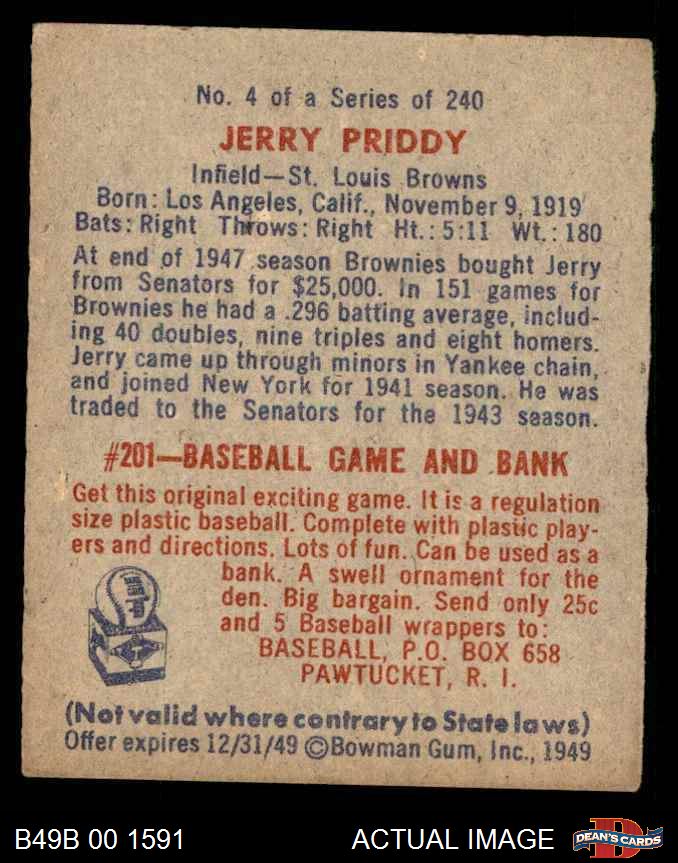 No. 4 of a Series of 240
JERRY PRIDDY
Infield—St. Louis Browns
Born: Los Angeles, Calif., November 9, 1919
Bats: Right Throws: Right Ht.: 5:11 Wt.: 180
At end of 1947 season Brownies bought Jerry
from Senators for $25,000. In 151 games for
Brownies he had a .296 batting average, includ-
ing 40 doubles, nine triples and eight homers.
Jerry came up through minors in Yankee chain,
and joined New York for 1941 season. He was
traded to the Senators for the 1943 season.
#201—BASEBALL GAME AND BANK
Get this original exciting game. It is a regulation
size plastic baseball. Complete with plastic play-
ers and directions. Lots of fun. Can be used as a
bank. A swell ornament for the
den. Big bargain. Send only 25c
and 5 Baseball wrappers to:
BASEBALL, P.O. BOX 658
PAWTUCKET, R. I.
(Not valid where contrary to State laws)
Offer expires 12/31/49 ©Bowman Gum, Inc., 1949
B49B 00 1591
ACTUAL IMAGE
DEAN'S CARDS